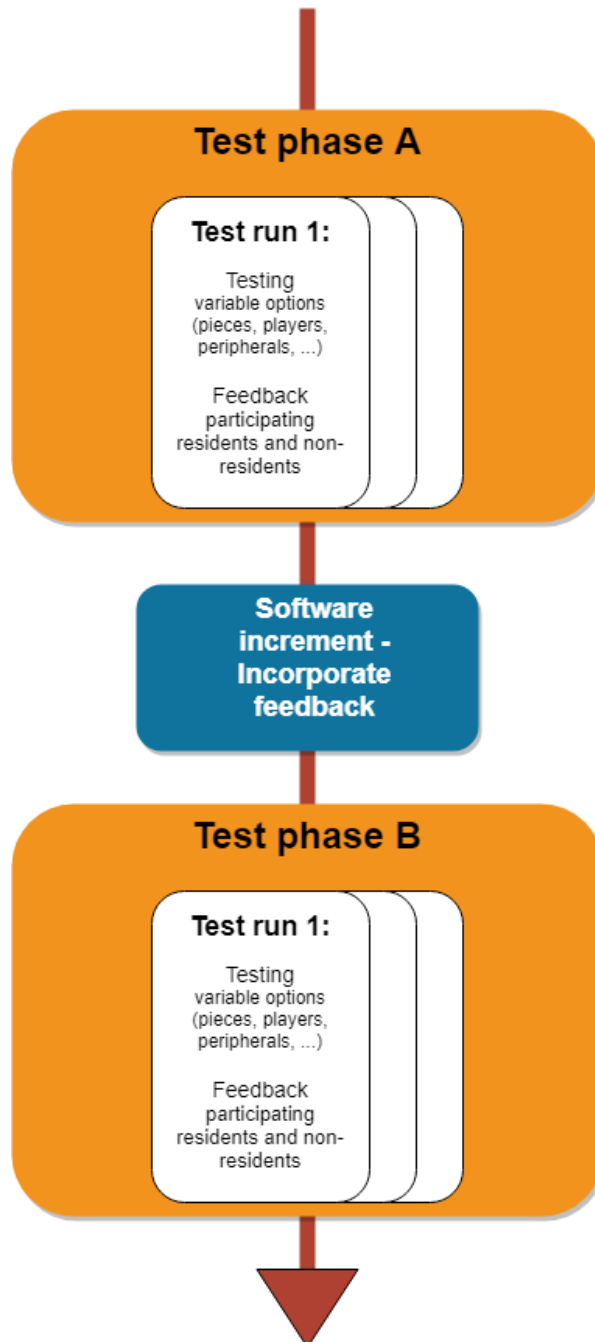 Test phase A
Test run 1:
Testing
variable options
(pieces, players,
peripherals, ...)
Feedback
participating
residents and non-
residents
Software
increment -
Incorporate
feedback
Test phase B
Test run 1:
Testing
variable options
(pieces, players,
peripherals, ...)
Feedback
participating
residents and non-
residents